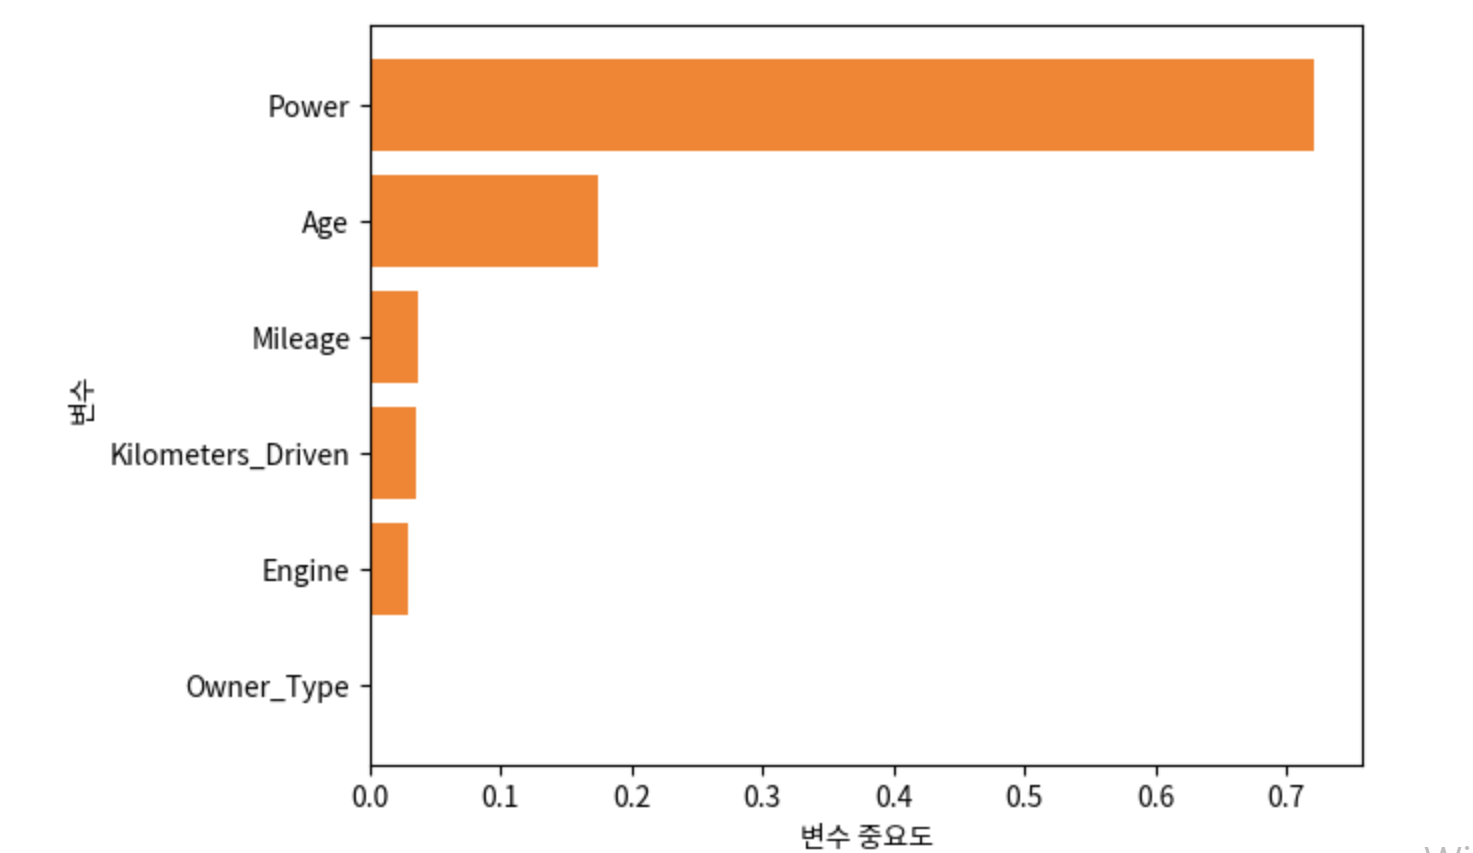 Power
Age
Mileage
변수
Kilometers_Driven
Engine
Owner_Type
0.0 0.1 0.2 0.3 0.4 0.5 0.6 0.7
변수 중요도